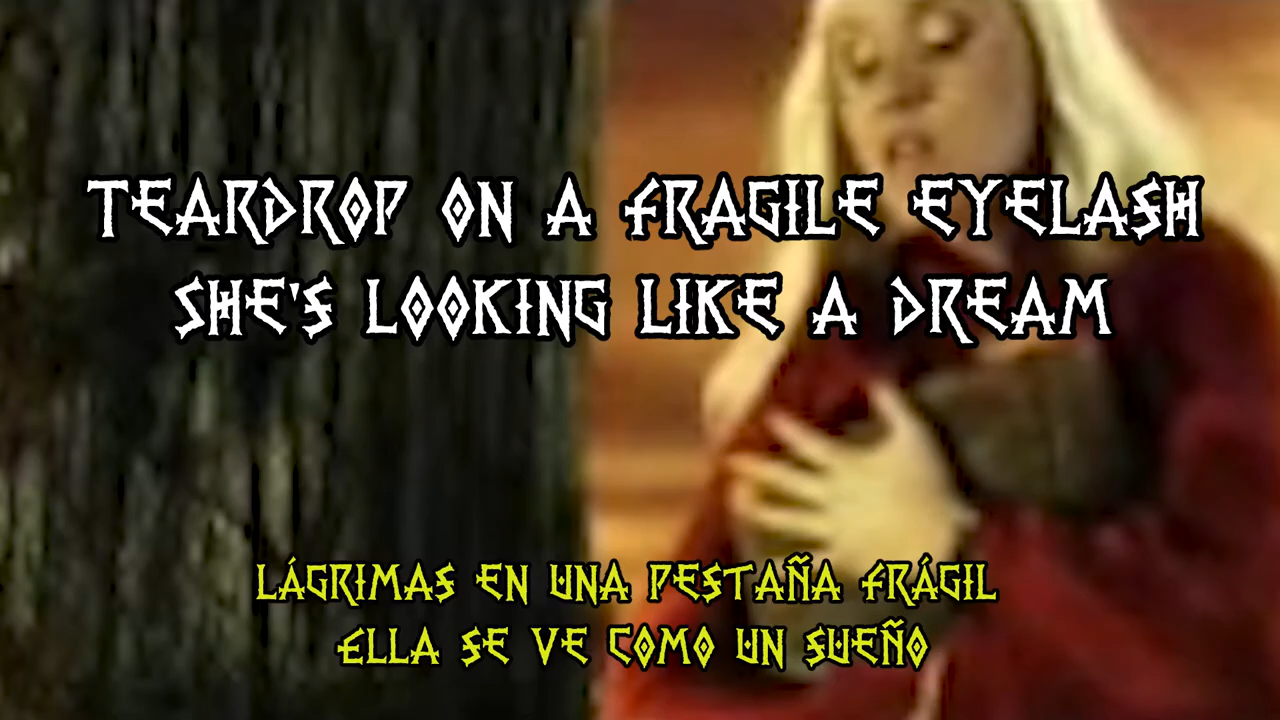 TEARDROP ON A FRAGILE EYELASH
SHE'S LOOKING LIKE A DREAM
LÁGRIMAS EN UNA PESTAÑA FRÁGIL
ELLA SE VE COMO UN SUEÑO